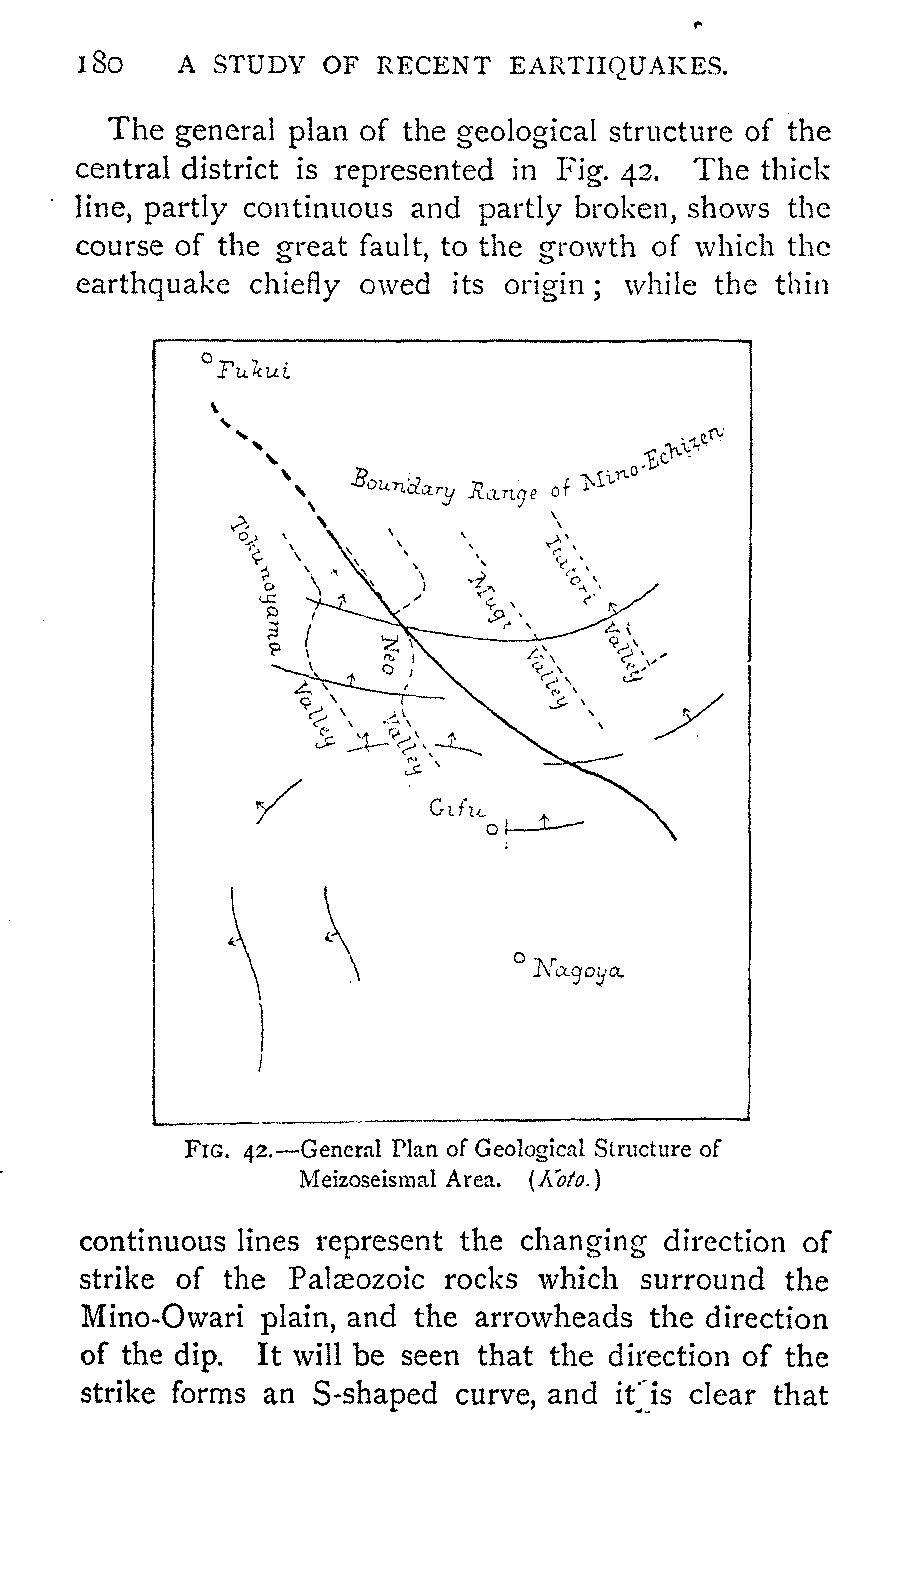 180 A STUDY OF RECENT EARTHQUAKES.
The general plan of the geological structure of the
central district is represented in Fig. 42. The thick
line, partly continuous and partly broken, shows the
course of the great fault, to the growth of which the
earthquake chiefly owed its origin; while the thin
Fukui
Boundary Range of Mino-Echizen
Tokunoyama
Valley
Neo
Valley
Mugi
Valley
Itatori
Valley
Gifu
Nagoya
FIG. 42.—General Plan of Geological Structure of
Meizoseismal Area. (Koto.)
continuous lines represent the changing direction of
strike of the Palæozoic rocks which surround the
Mino-Owari plain, and the arrowheads the direction
of the dip. It will be seen that the direction of the
strike forms an S-shaped curve, and it is clear that